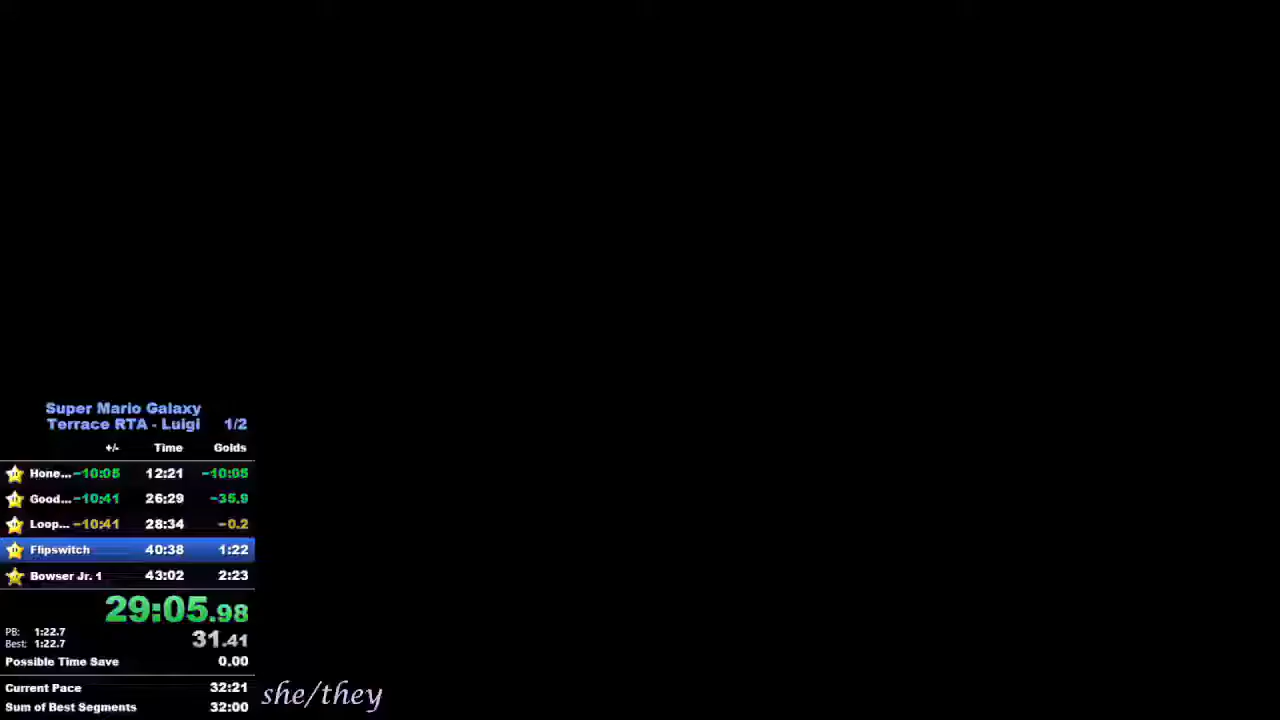 Super Mario Galaxy
Terrace RTA - Luigi 1/2
+/- Time Golds
Hone... -10:05 12:21 -10:05
Good... -10:41 26:29 -35.9
Loop... -10:41 28:34 -0.2
Flipswitch 40:38 1:22
Bowser Jr. 1 43:02 2:23
29:05.98
PB: 1:22.7 31.41
Best: 1:22.7
Possible Time Save 0.00
Current Pace 32:21
Sum of Best Segments 32:00
she/they